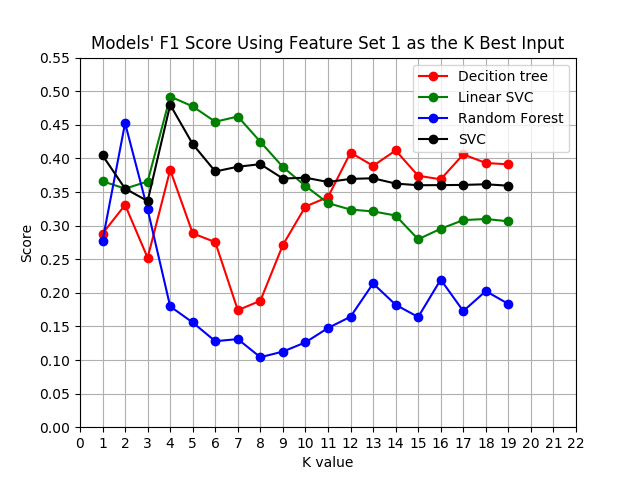 Models' F1 Score Using Feature Set 1 as the K Best Input
Decition tree
Linear SVC
Random Forest
SVC
0.55
0.50
0.45
0.40
0.35
0.30
0.25
0.20
0.15
0.10
0.05
0.00
Score
0 1 2 3 4 5 6 7 8 9 10 11 12 13 14 15 16 17 18 19 20 21 22
K value